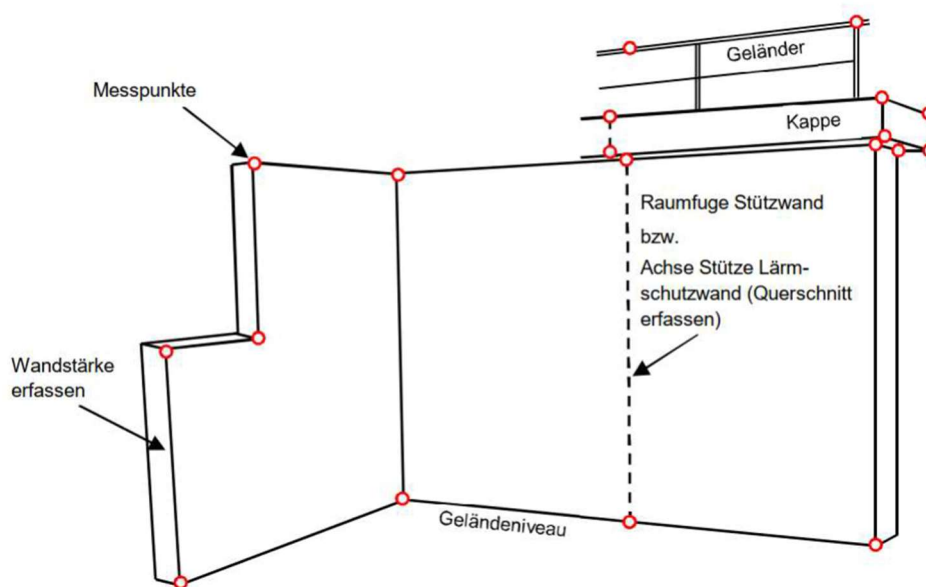 Geländer
Messpunkte
Kappe
Raumfuge Stützwand
bzw.
Achse Stütze Lärm-
schutzwand (Querschnitt
erfassen)
Wandstärke
erfassen
Geländeniveau